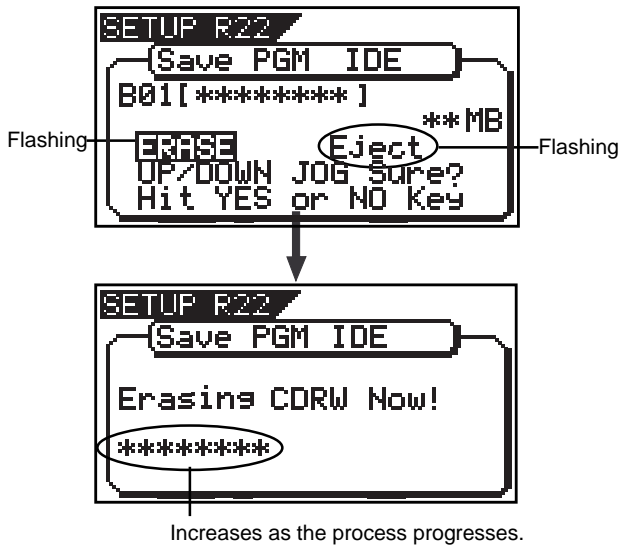 SETUP R22
Save PGM IDE
B01[******** ]
**MB
Flashing
ERASE Eject
Flashing
UP/DOWN JOG Sure?
Hit YES or NO Key
SETUP R22
Save PGM IDE
Erasing CDRW Now!
********
Increases as the process progresses.